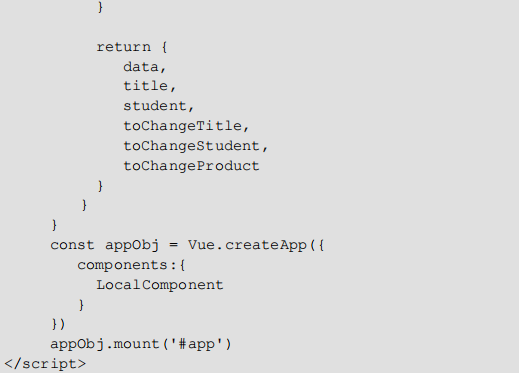 }
return {
data,
title,
student,
toChangeTitle,
toChangeStudent,
toChangeProduct
}
}
}
const appObj = Vue.createApp({
components:{
LocalComponent
}
})
appObj.mount('#app')
</script>